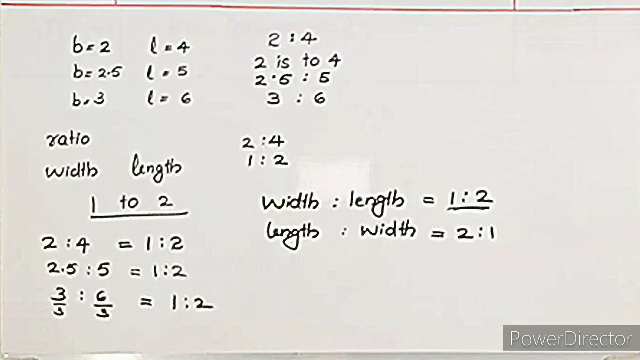 b = 2 l = 4
b = 2.5 l = 5
b = 3 l = 6
2 : 4
2 is to 4
2.5 : 5
3 : 6
ratio
width length
1 to 2
2 : 4 = 1 : 2
2.5 : 5 = 1 : 2
3/3 : 6/3 = 1 : 2
2 : 4
1 : 2
width : length = 1 : 2
length : width = 2 : 1
PowerDirector